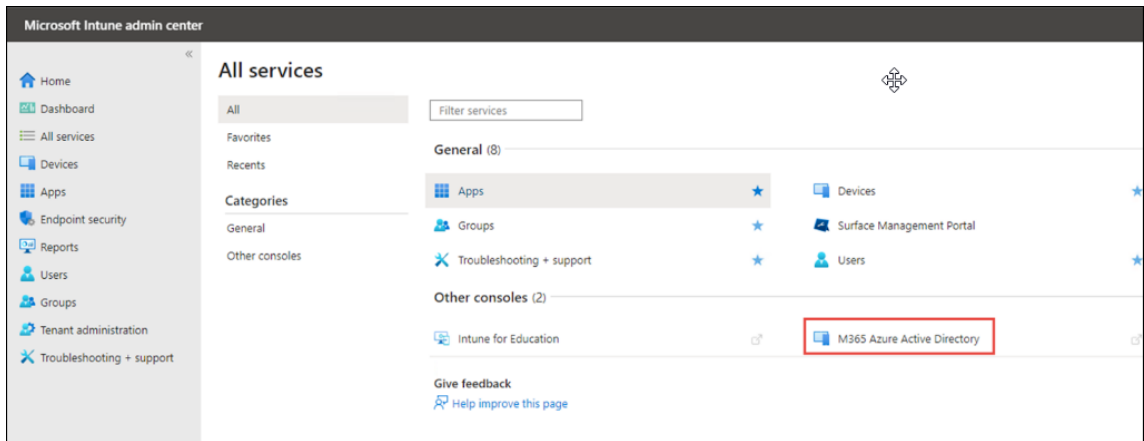 Microsoft Intune admin center
«
Home
Dashboard
All services
Devices
Apps
Endpoint security
Reports
Users
Groups
Tenant administration
Troubleshooting + support
All services
All
Favorites
Recents
Categories
General
Other consoles
Filter services
General (8)
Apps
Devices
Groups
Surface Management Portal
Troubleshooting + support
Users
Other consoles (2)
Intune for Education
M365 Azure Active Directory
Give feedback
Help improve this page